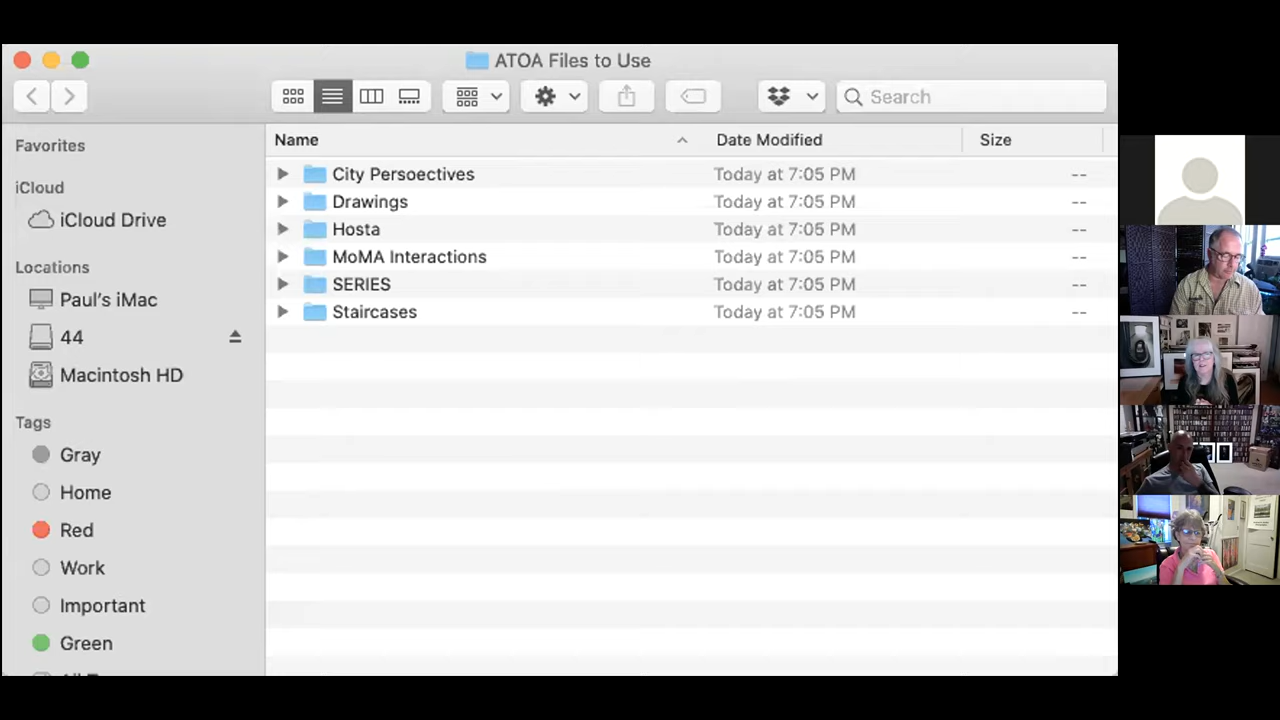 ATOA Files to Use
Search
Favorites
iCloud
iCloud Drive
Locations
Paul's iMac
44
Macintosh HD
Tags
Gray
Home
Red
Work
Important
Green
Name Date Modified Size
City Persoectives Today at 7:05 PM --
Drawings Today at 7:05 PM --
Hosta Today at 7:05 PM --
MoMA Interactions Today at 7:05 PM --
SERIES Today at 7:05 PM --
Staircases Today at 7:05 PM --